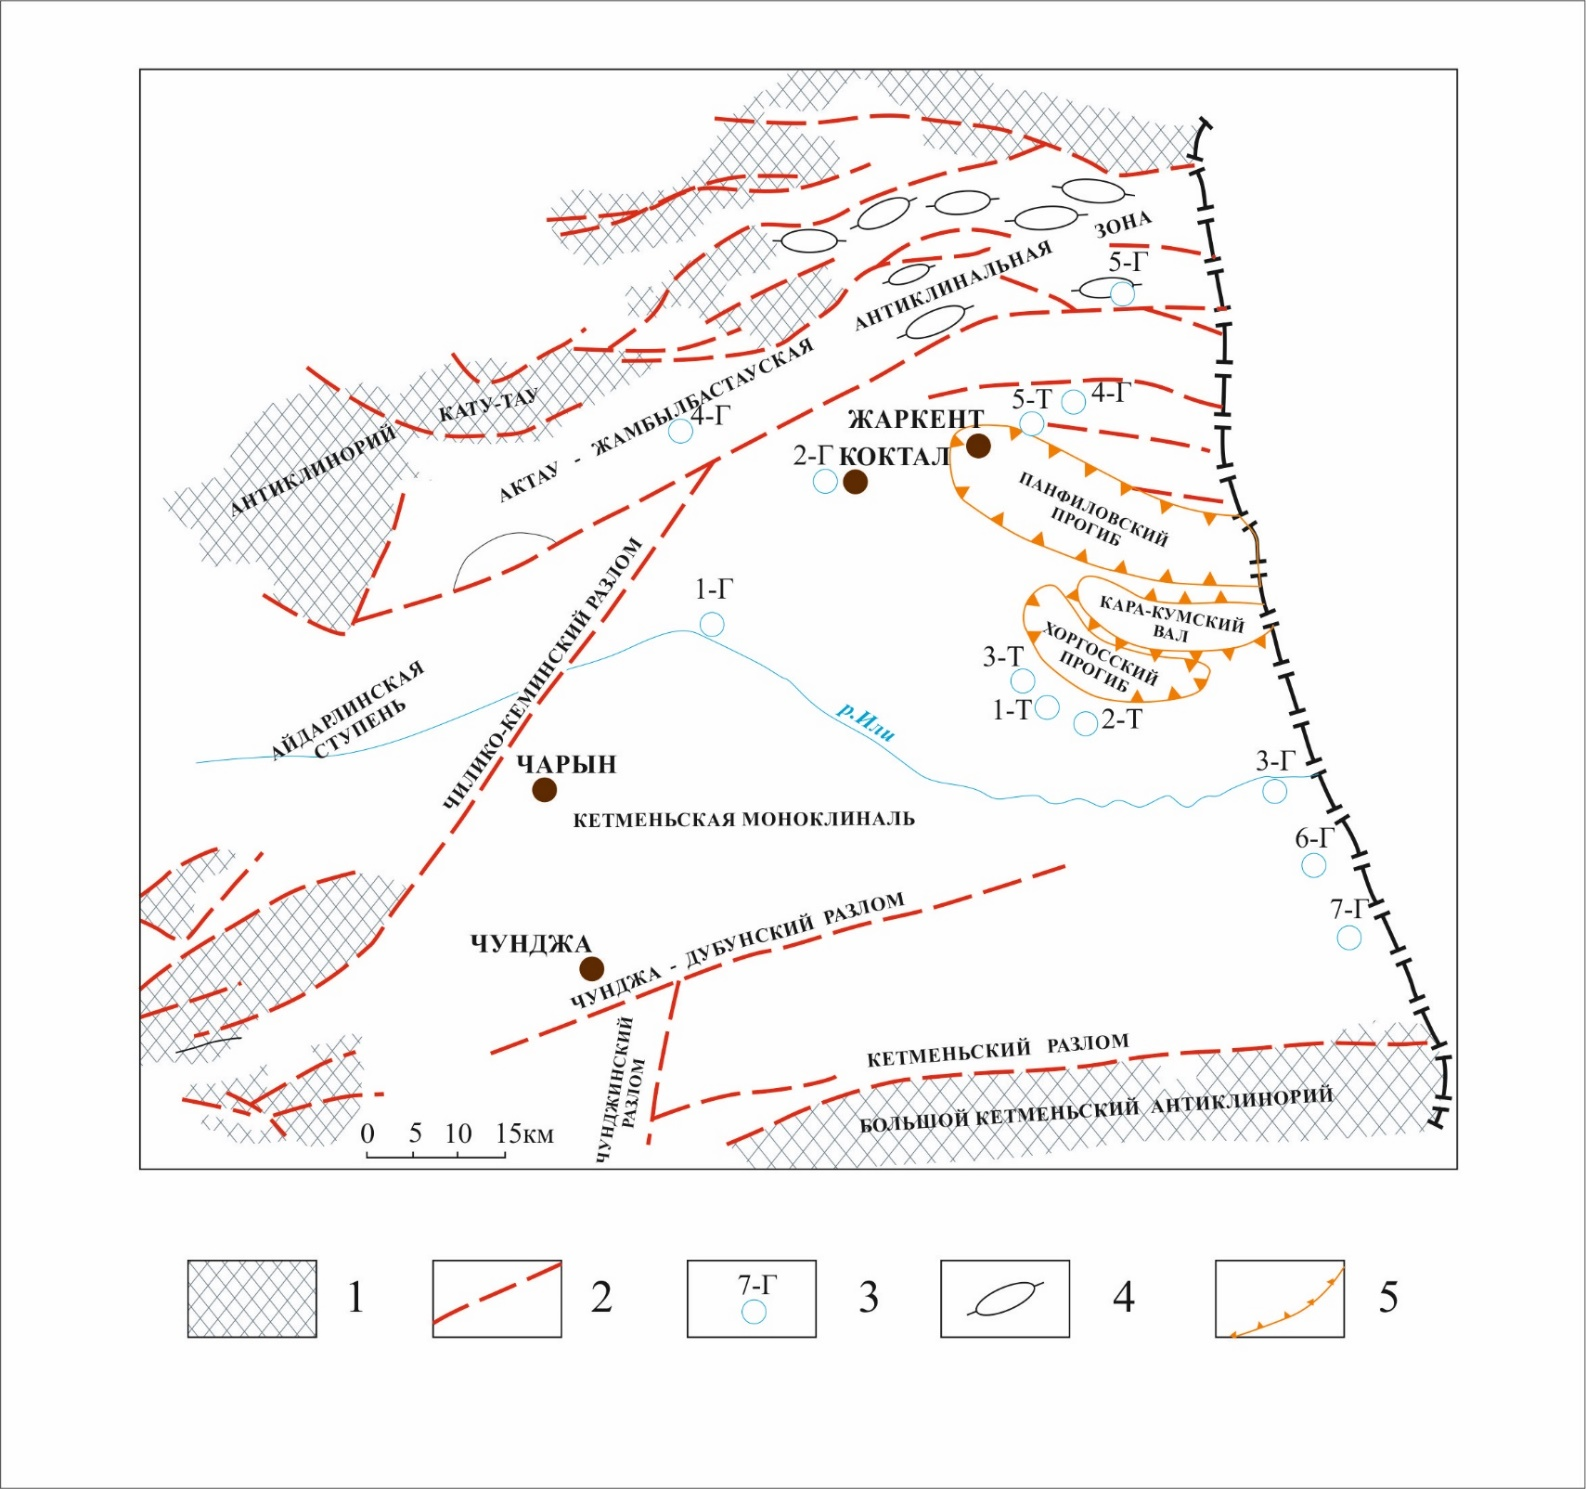 ЗОНА
5-Г
АНТИКЛИНАЛЬНАЯ
КАТУ-ТАУ
АНТИКЛИНОРИЙ
АКТАУ - ЖАМБЫЛБАСТАУСКАЯ
4-Г
5-Т
4-Г
ЖАРКЕНТ
2-Г
КОКТАЛ
ПАНФИЛОВСКИЙ
ПРОГИБ
1-Г
КАРА-КУМСКИЙ
ВАЛ
ХОРГОССКИЙ
ПРОГИБ
3-Т
1-Т
2-Т
ЧИЛИКО-КЕМИНСКИЙ РАЗЛОМ
АЙДАРЛИНСКАЯ
СТУПЕНЬ
р.Или
ЧАРЫН
3-Г
КЕТМЕНЬСКАЯ МОНОКЛИНАЛЬ
6-Г
7-Г
ЧУНДЖА
ЧУНДЖА - ДУБУНСКИЙ РАЗЛОМ
ЧУНДЖИНСКИЙ
РАЗЛОМ
КЕТМЕНЬСКИЙ РАЗЛОМ
БОЛЬШОЙ КЕТМЕНЬСКИЙ АНТИКЛИНОРИЙ
0 5 10 15км
1
2
7-Г
3
4
5